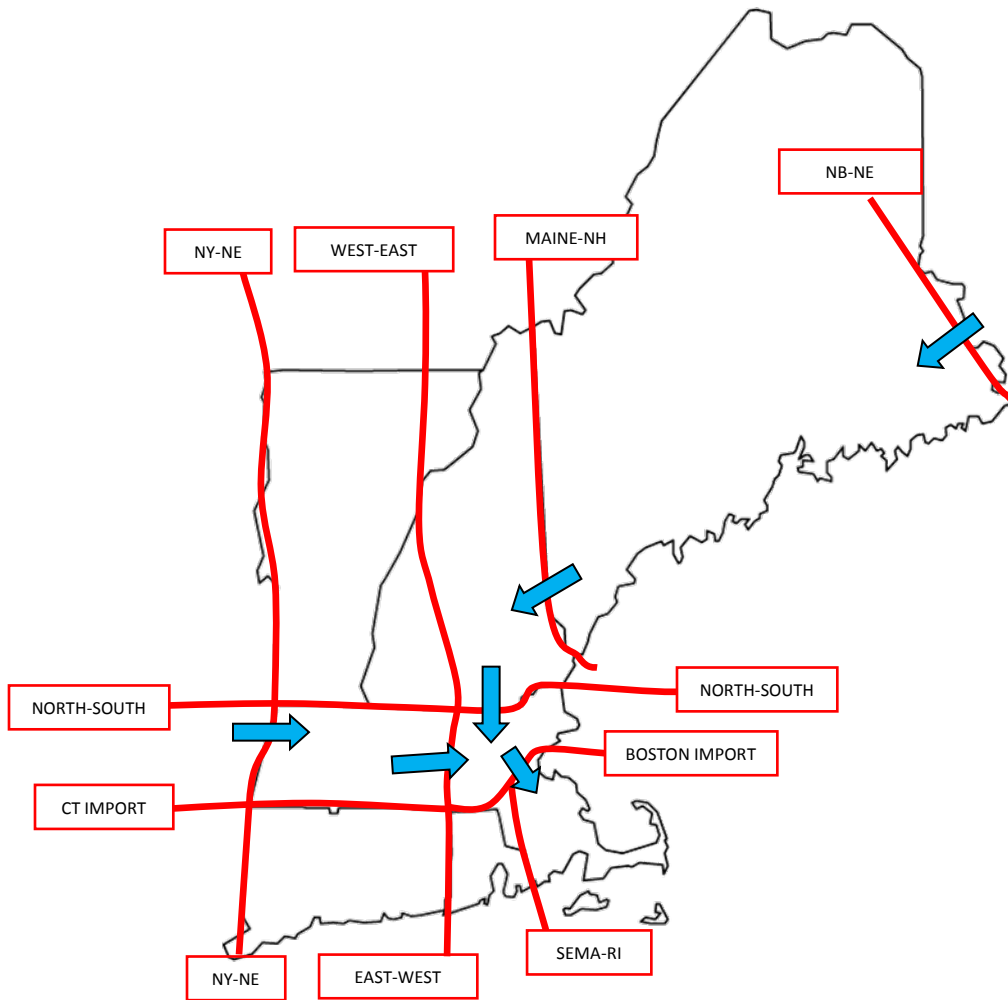 NB-NE
MAINE-NH
WEST-EAST
NY-NE
NORTH-SOUTH
NORTH-SOUTH
BOSTON IMPORT
CT IMPORT
SEMA-RI
NY-NE
EAST-WEST